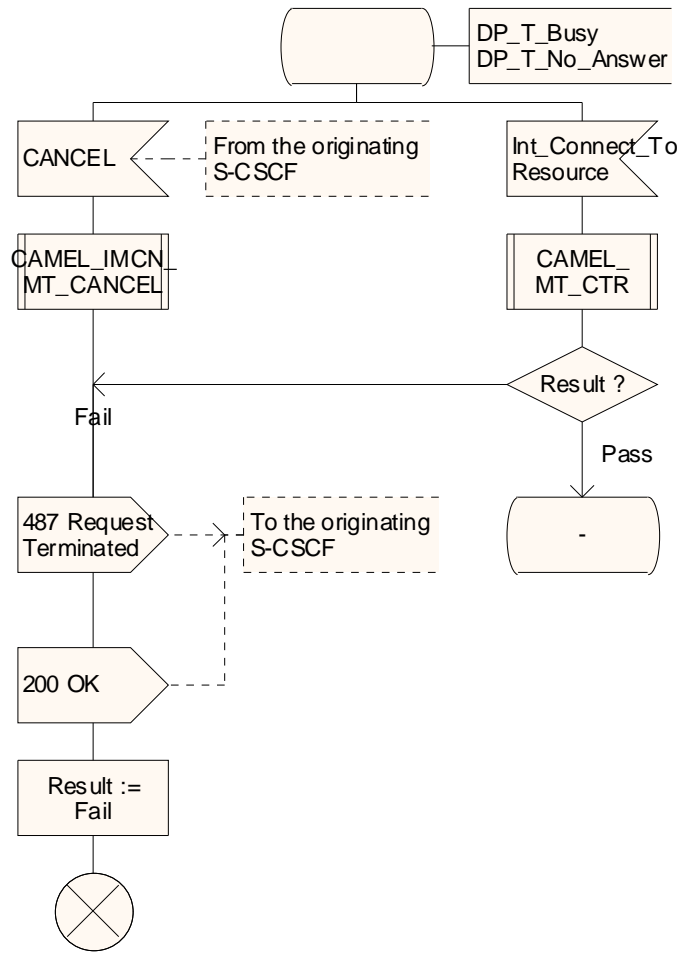 DP_T_Busy
DP_T_No_Answer
CANCEL
From the originating
S-CSCF
Int_Connect_To
Resource
CAMEL_IMCN_
MT_CANCEL
CAMEL_
MT_CTR
Result ?
Fail
Pass
487 Request
Terminated
To the originating
S-CSCF
-
200 OK
Result :=
Fail